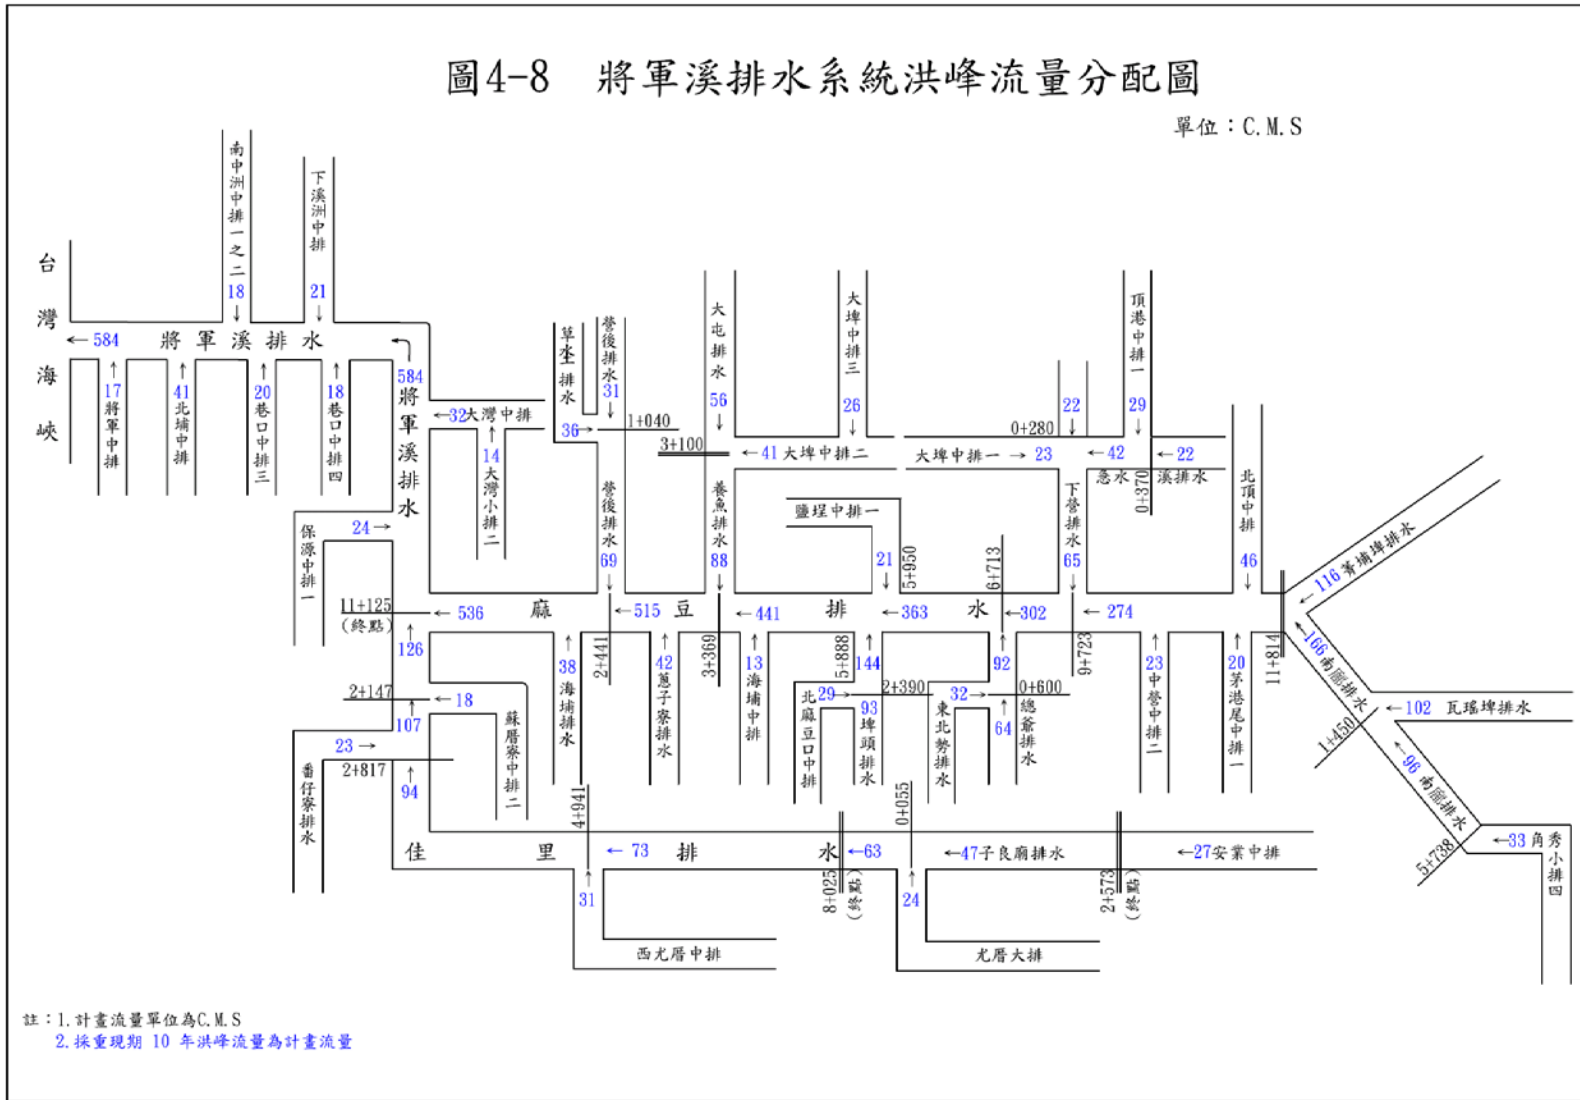 圖4-8 將軍溪排水系統洪峰流量分配圖
單位：C.M.S
台灣海峽
南中洲中排一之二
18
下溪洲中排
21
←584
將軍溪排水
17
將軍中排
41
北埔中排
20
巷口中排三
18
巷口中排四
584
將軍溪排水
←32大灣中排
14
大灣小排二
24→
保源中排一
草水工排水
36→
營後排水
31
1+040
營後排水
69
大屯排水
56
3+100
養魚排水
88
←41 大埤中排二
大埤中排三
26
大埤中排一→23
0+280
22
頂港中排一
29
←42
急水溪排水
←22
0+370
下營排水
65
北頂中排
46
鹽埕中排一
21
5+950
6+713
116 箐埔埤排水
166 南廍排水
←102 瓦瑤埤排水
1+450
96 南廍排水
5+738
←33 角秀小排四
11+125
(終點)
←536
麻豆排水
←515
←441
←363
←302
←274
126
2+147
←18
107
蘇厝寮中排二
23→
2+817
番仔寮排水
94
38
海埔排水
2+441
42
蔥子寮排水
3+369
13
海埔中排
5+888
144
29→
2+390
北麻豆口中排
93
埤頭排水
92
32→
0+600
東北勢排水
64
總爺排水
9+723
23
中營中排二
20
茅港尾中排一
11+814
佳里排水
4+941
←73
←63
8+025
(終點)
0+055
←47子良廟排水
2+573
(終點)
←27安業中排
31
西尤厝中排
24
尤厝大排
註：1.計畫流量單位為C.M.S
2.採重現期 10 年洪峰流量為計畫流量